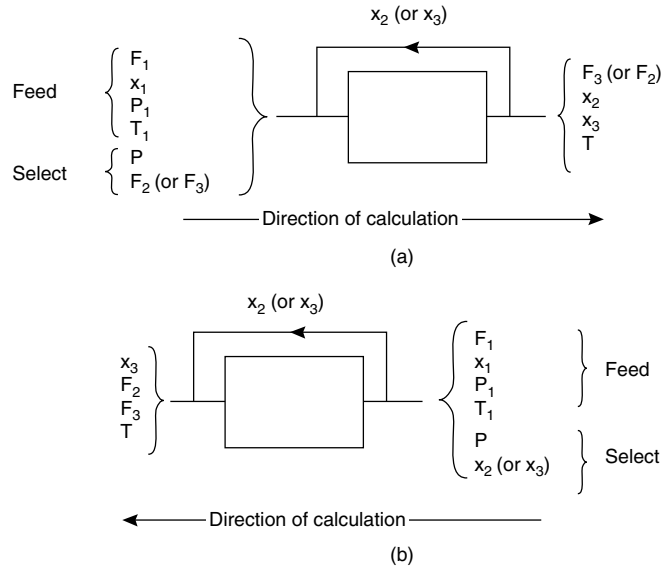 x₂ (or x₃)
Feed
F₁
x₁
P₁
T₁
Select
P
F₂ (or F₃)
F₃ (or F₂)
x₂
x₃
T
Direction of calculation
(a)
x₂ (or x₃)
x₃
F₂
F₃
T
F₁
x₁
P₁
T₁
Feed
P
x₂ (or x₃)
Select
Direction of calculation
(b)